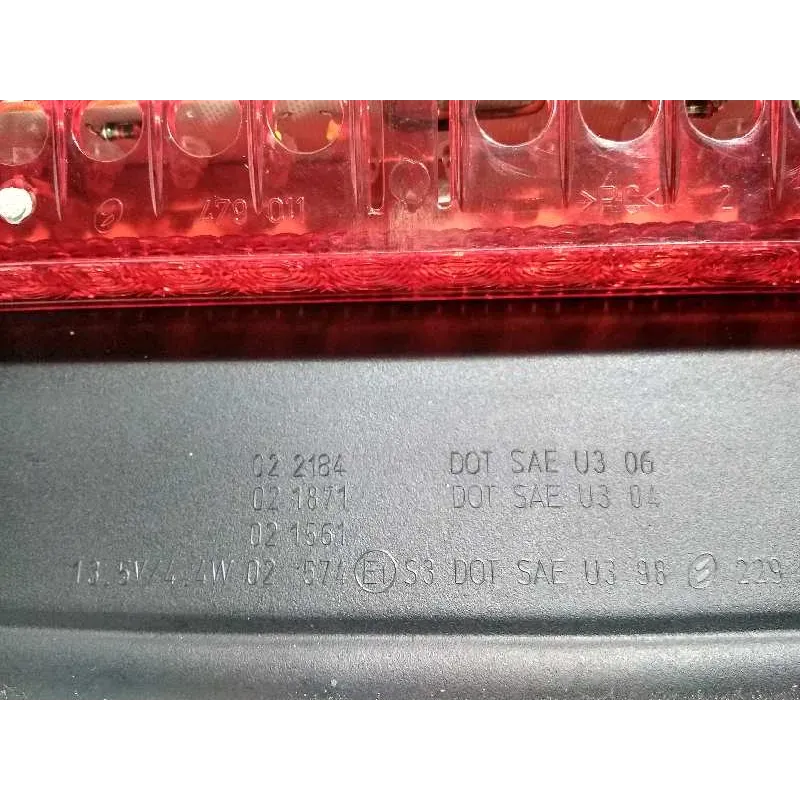 479 011 >PC< 2
02 2184 DOT SAE U3 06
02 1871 DOT SAE U3 04
02 1561
13.5V/4.4W 02 1574 E1 S3 DOT SAE U3 98 229